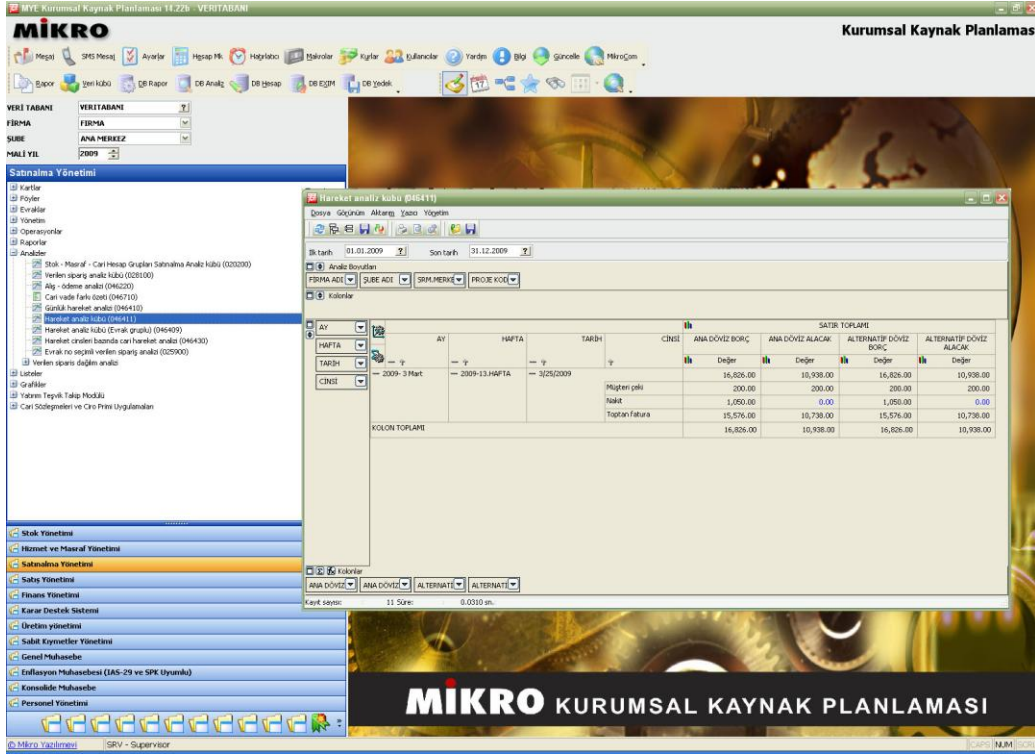 MYE Kurumsal Kaynak Planlaması 14.22b - VERITABANI
MİKRO
Kurumsal Kaynak Planlaması
Mesaj SMS Mesaj Ayarlar Hesap Mk Hatırlatıcı Makrolar Kurlar Kullanıcılar Yardım Bilgi Güncelle MikroCom
Rapor Veri kübü DB Rapor DB Analiz DB Hesap DB EXIM DB Yedek
VERİ TABANI VERITABANI ?
FİRMA FIRMA
ŞUBE ANA MERKEZ
MALİ YIL 2009
Satınalma Yönetimi
Kartlar
Föyler
Evraklar
Yönetim
Operasyonlar
Raporlar
Analizler
Stok - Masraf - Cari Hesap Grupları Satınalma Analiz kübü (020200)
Verilen sipariş analiz kübü (028100)
Alış - ödeme analizi (046220)
Cari vade farkı özeti (046710)
Günlük hareket analizi (046410)
Hareket analiz kübü (046411)
Hareket analiz kübü (Evrak gruplu) (046409)
Hareket cinsleri bazında cari hareket analizi (046430)
Evrak no seçimli verilen sipariş analizi (025900)
Verilen sipariş dağılım analizi
Listeler
Grafikler
Yatırım Teşvik Takip Modülü
Cari Sözleşmeleri ve Ciro Primi Uygulamaları
Stok Yönetimi
Hizmet ve Masraf Yönetimi
Satınalma Yönetimi
Satış Yönetimi
Finans Yönetimi
Karar Destek Sistemi
Üretim yönetimi
Sabit Kıymetler Yönetimi
Genel Muhasebe
Enflasyon Muhasebesi (IAS-29 ve SPK Uyumlu)
Konsolide Muhasebe
Personel Yönetimi
Hareket analiz kübü (046411)
Dosya Görünüm Aktarım Yazıcı Yönetim
İlk tarih 01.01.2009 ? Son tarih 31.12.2009 ?
Analiz Boyutları
FİRMA ADI ŞUBE ADI SRM.MERKE PROJE KOD
Kolonlar
AY
HAFTA
TARİH
CİNSİ
SATIR TOPLAMI
AY HAFTA TARİH CİNSİ ANA DÖVİZ BORÇ ANA DÖVİZ ALACAK ALTERNATİF DÖVİZ BORÇ ALTERNATİF DÖVİZ ALACAK
Değer Değer Değer Değer
2009- 3 Mart 2009-13.HAFTA 3/25/2009 16,826.00 10,938.00 16,826.00 10,938.00
Müşteri çeki 200.00 200.00 200.00 200.00
Nakit 1,050.00 0.00 1,050.00 0.00
Toptan fatura 15,576.00 10,738.00 15,576.00 10,738.00
KOLON TOPLAMI 16,826.00 10,938.00 16,826.00 10,938.00
Kolonlar
ANA DÖVİZ ANA DÖVİZ ALTERNATİ ALTERNATİ
Kayıt sayısı: 11 Süre: 0.0310 sn.
MİKRO KURUMSAL KAYNAK PLANLAMASI
© Mikro Yazılımevi SRV - Supervisor CAPS NUM SCR